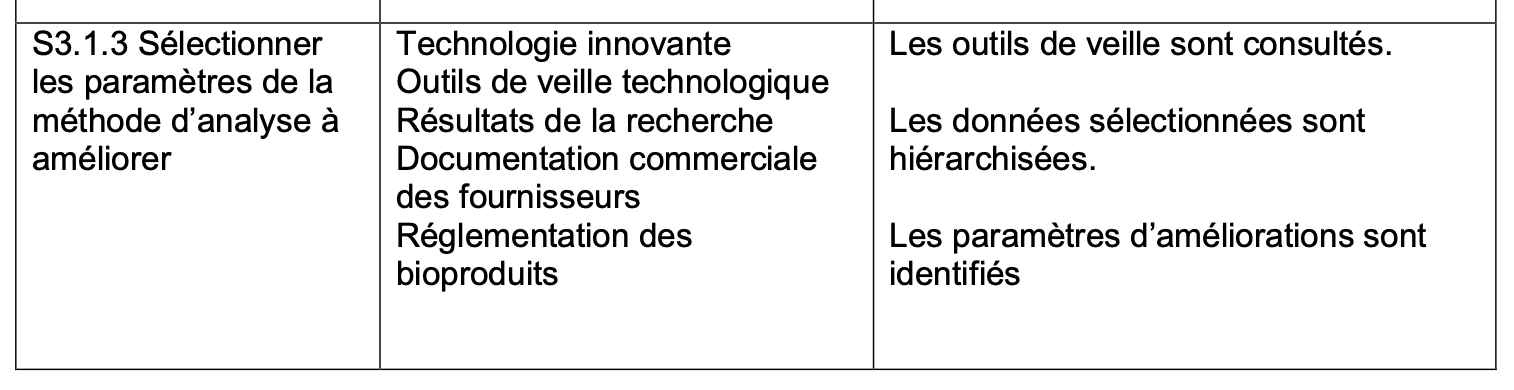 S3.1.3 Sélectionner
les paramètres de la
méthode d’analyse à
améliorer
Technologie innovante
Outils de veille technologique
Résultats de la recherche
Documentation commerciale
des fournisseurs
Réglementation des
bioproduits
Les outils de veille sont consultés.
Les données sélectionnées sont
hiérarchisées.
Les paramètres d’améliorations sont
identifiés